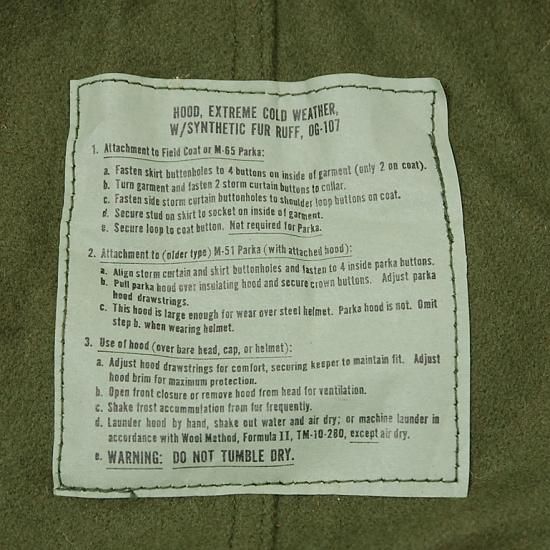 HOOD, EXTREME COLD WEATHER,
W/SYNTHETIC FUR RUFF, OG-107
1. Attachment to Field Coat or M-65 Parka:
a. Fasten skirt buttonholes to 4 buttons on inside of garment (only 2 on coat).
b. Turn garment and fasten 2 storm curtain buttons to collar.
c. Fasten side storm curtain buttonholes to shoulder loop buttons on coat.
d. Secure stud on skirt to socket on inside of garment.
e. Secure loop to coat button. Not required for Parka.
2. Attachment to (older type) M-51 Parka (with attached hood):
a. Align storm curtain and skirt buttonholes and fasten to 4 inside parka buttons.
b. Pull parka hood over insulating hood and secure crown buttons. Adjust parka
hood drawstrings.
c. This hood is large enough for wear over steel helmet. Parka hood is not. Omit
step b. when wearing helmet.
3. Use of hood (over bare head, cap, or helmet):
a. Adjust hood drawstrings for comfort, securing keeper to maintain fit. Adjust
hood brim for maximum protection.
b. Open front closure or remove hood from head for ventilation.
c. Shake frost accummutation from fur frequently.
d. Launder hood by hand, shake out water and air dry; or machine launder in
accordance with Wool Method, Formula II, TM-10-280, except air dry.
e. WARNING: DO NOT TUMBLE DRY.